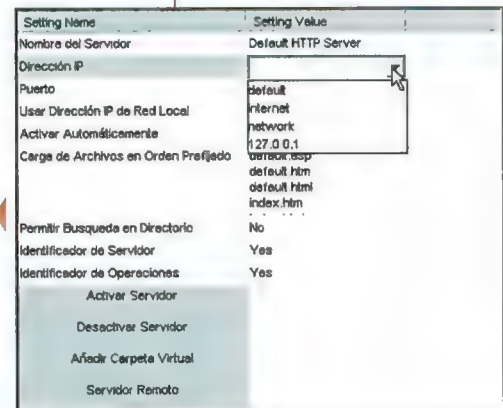 Setting Name Setting Value
Nombre del Servidor Default HTTP Server
Dirección IP
Puerto default
Usar Dirección IP de Red Local internet
network
Activar Automáticamente 127.0.0.1
Carga de Archivos en Orden Prefijado default.asp
default.htm
default.html
index.htm
Permitir Busqueda en Directorio No
Identificador de Servidor Yes
Identificador de Operaciones Yes
Activar Servidor
Desactivar Servidor
Añadir Carpeta Virtual
Servidor Remoto